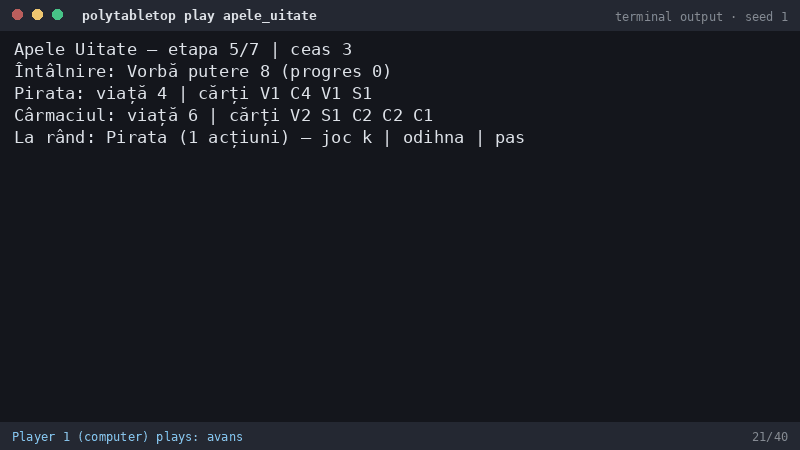 polytabletop play apele_uitate
terminal output · seed 1
Apele Uitate — etapa 5/7 | ceas 3
Întâlnire: Vorbă putere 8 (progres 0)
Pirata: viață 4 | cărți V1 C4 V1 S1
Cârmaciul: viață 6 | cărți V2 S1 C2 C2 C1
La rând: Pirata (1 acțiuni) — joc k | odihna | pas
Player 1 (computer) plays: avans
21/40